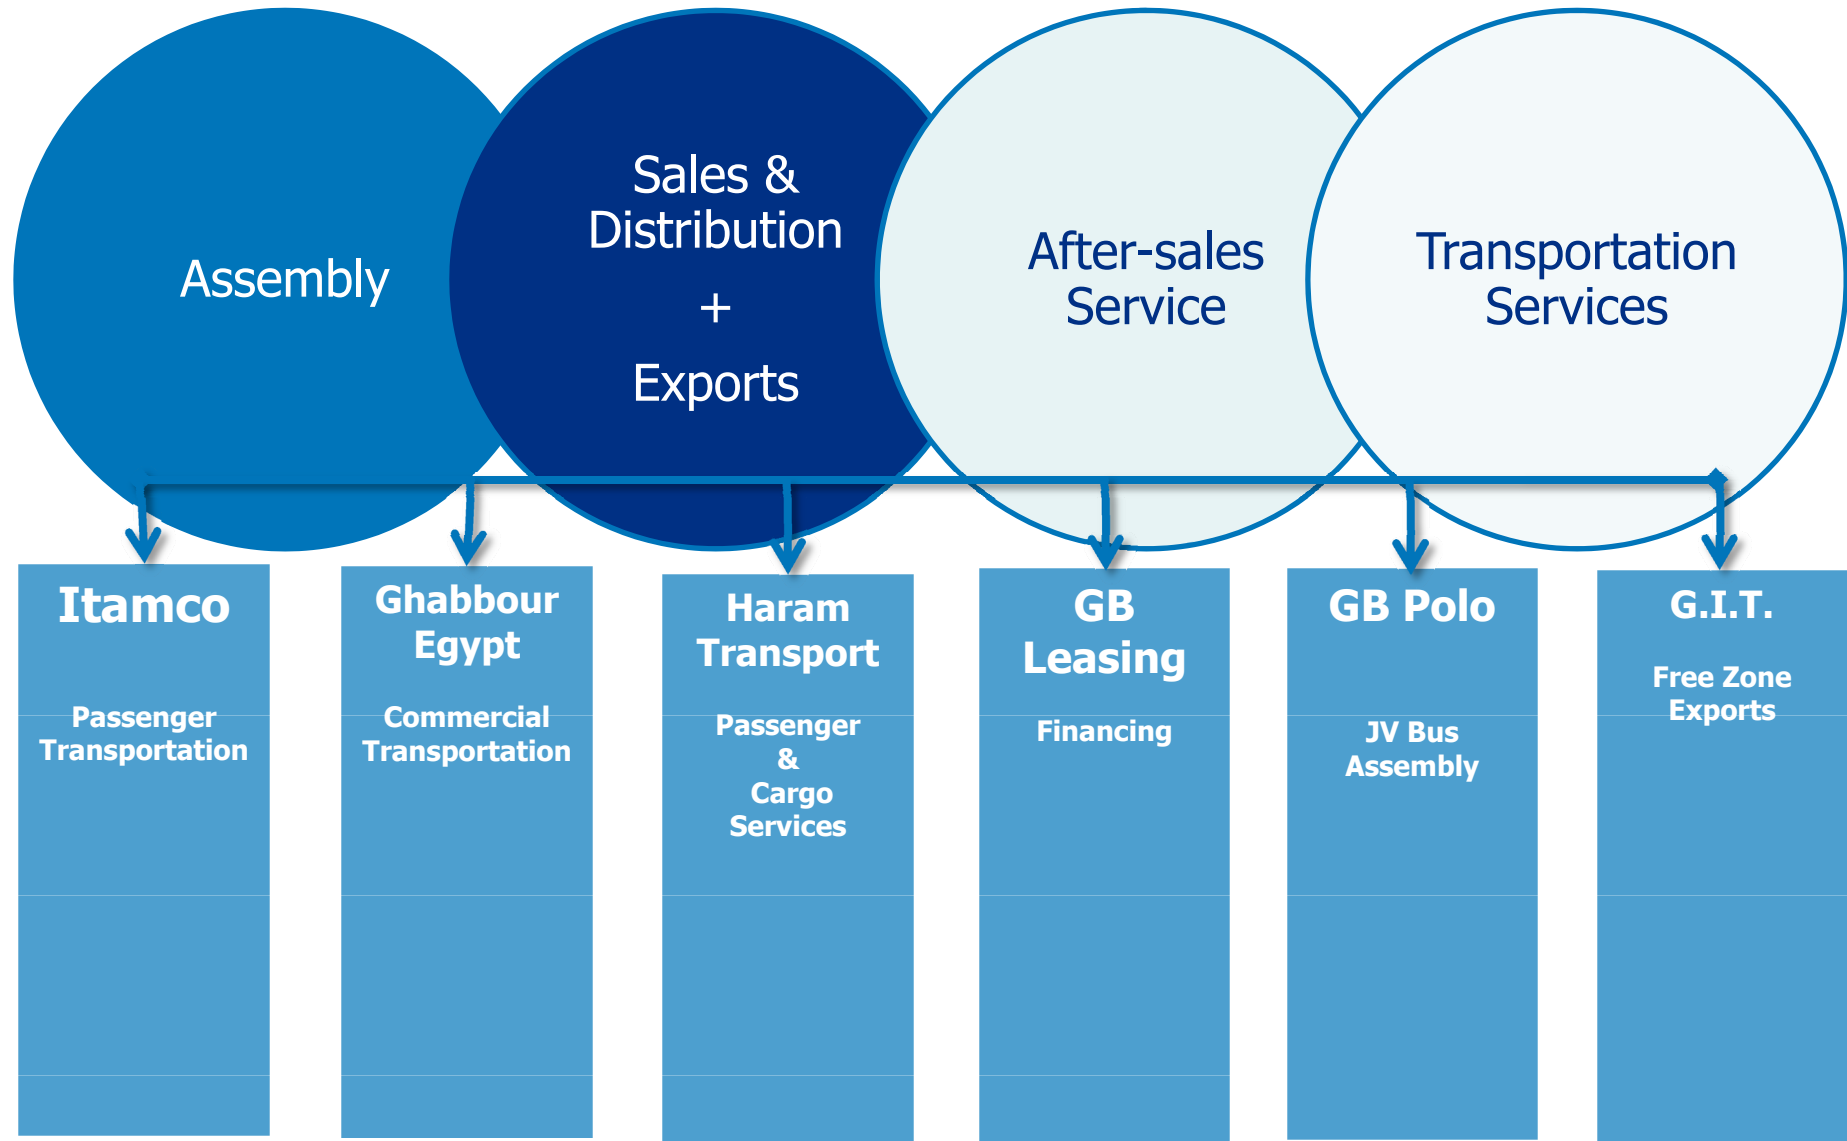 Assembly
Sales &
Distribution
+
Exports
After-sales
Service
Transportation
Services
Itamco
Passenger
Transportation
Ghabbour
Egypt
Commercial
Transportation
Haram
Transport
Passenger
&
Cargo
Services
GB
Leasing
Financing
GB Polo
JV Bus
Assembly
G.I.T.
Free Zone
Exports